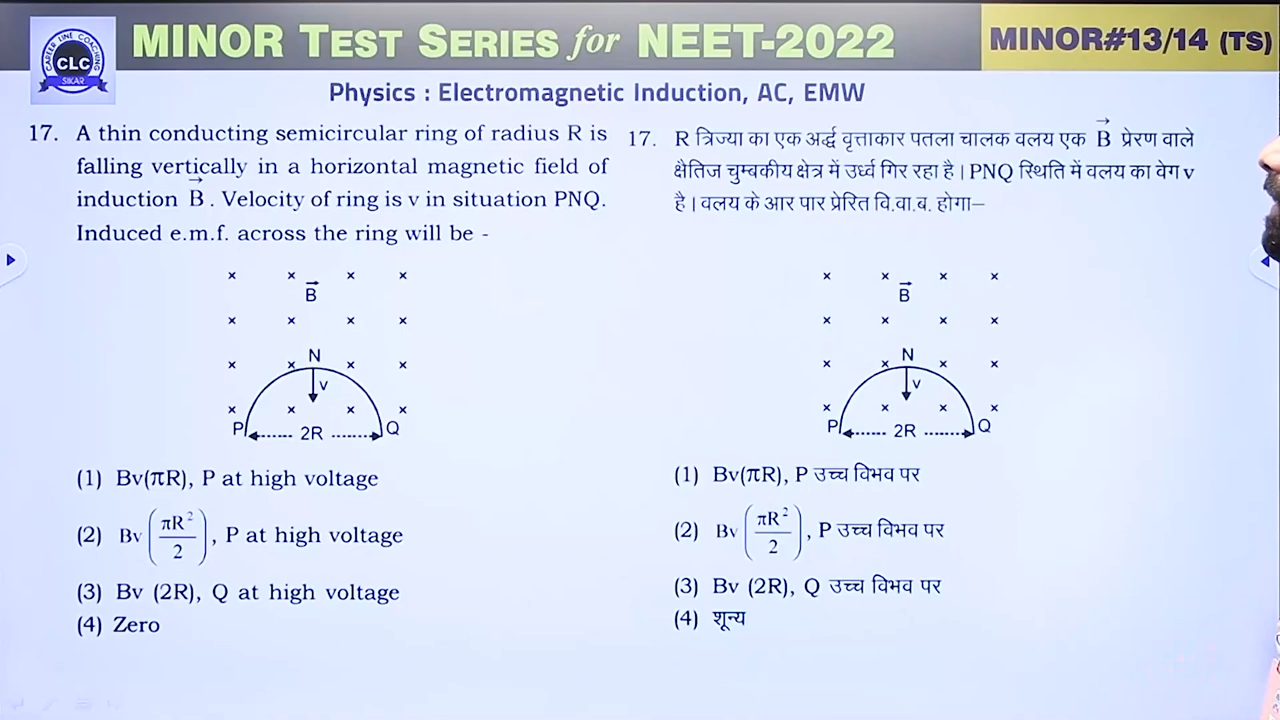 CAREER LINE COACHING
CLC
SIKAR
MINOR TEST SERIES for NEET-2022
MINOR#13/14 (TS)
Physics : Electromagnetic Induction, AC, EMW
17. A thin conducting semicircular ring of radius R is
falling vertically in a horizontal magnetic field of
induction B⃗. Velocity of ring is v in situation PNQ.
Induced e.m.f. across the ring will be -
× × × ×
B⃗
× × × ×
N
× × × ×
v
× × ×
P 2R Q
(1) Bv(πR), P at high voltage
(2) Bv(πR²/2), P at high voltage
(3) Bv (2R), Q at high voltage
(4) Zero
17. R त्रिज्या का एक अर्द्ध वृत्ताकार पतला चालक वलय एक B⃗ प्रेरण वाले
क्षैतिज चुम्बकीय क्षेत्र में उर्ध्व गिर रहा है। PNQ स्थिति में वलय का वेग v
है। वलय के आर पार प्रेरित वि.वा.ब. होगा–
× × × ×
B⃗
× × × ×
N
× × × ×
v
× × × ×
P 2R Q
(1) Bv(πR), P उच्च विभव पर
(2) Bv(πR²/2), P उच्च विभव पर
(3) Bv (2R), Q उच्च विभव पर
(4) शून्य